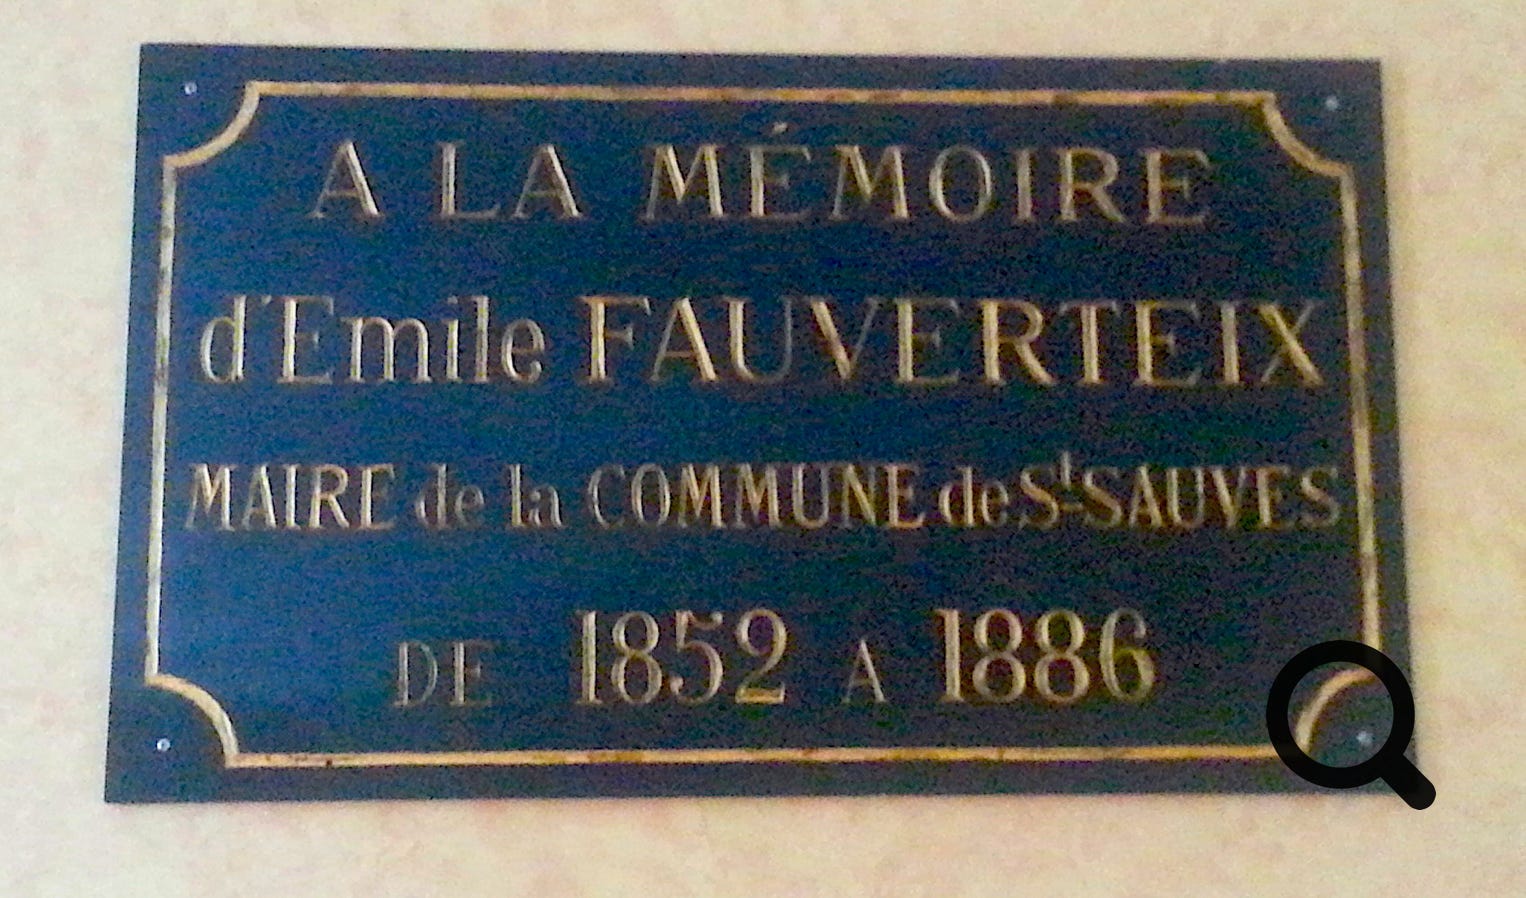 A LA MÉMOIRE
d'Emile FAUVERTEIX
MAIRE de la COMMUNE de St-SAUVES
DE 1852 A 1886